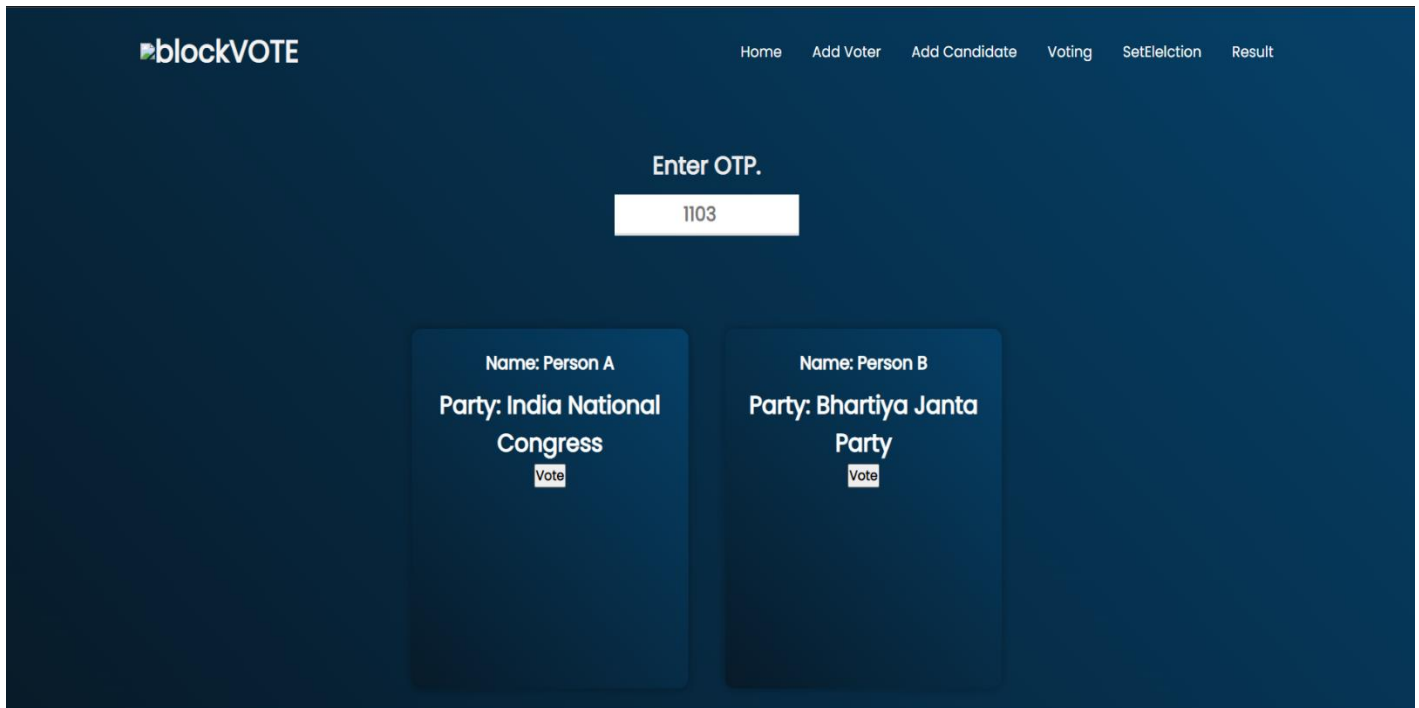 blockVOTE
Home Add Voter Add Candidate Voting SetElelction Result
Enter OTP.
1103
Name: Person A
Party: India National
Congress
Vote
Name: Person B
Party: Bhartiya Janta
Party
Vote